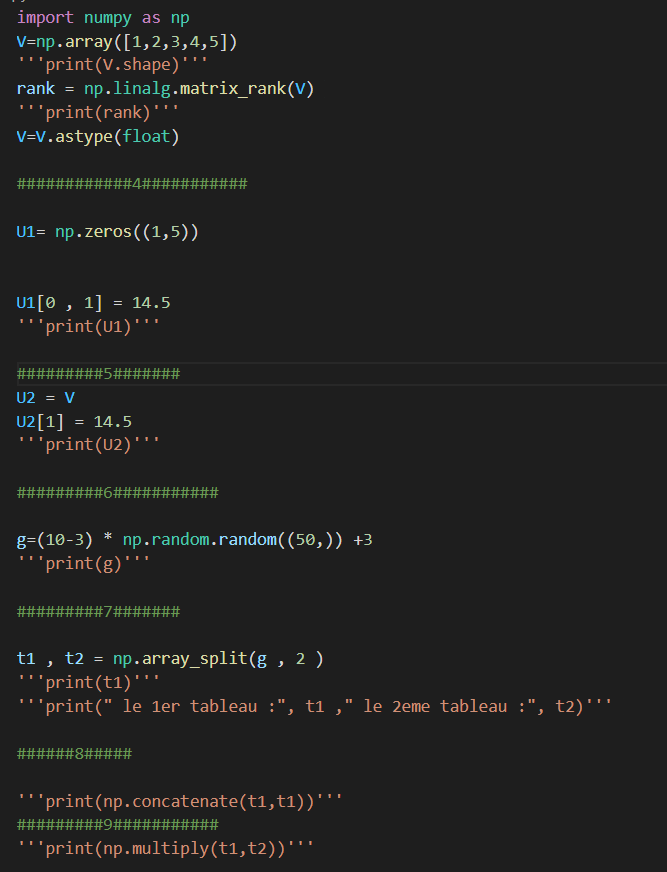 import numpy as np
V=np.array([1,2,3,4,5])
'''print(V.shape)'''
rank = np.linalg.matrix_rank(V)
'''print(rank)'''
V=V.astype(float)
############4###########
U1= np.zeros((1,5))
U1[0 , 1] = 14.5
'''print(U1)'''
#########5#######
U2 = V
U2[1] = 14.5
'''print(U2)'''
#########6###########
g=(10-3) * np.random.random((50,)) +3
'''print(g)'''
#########7#######
t1 , t2 = np.array_split(g , 2 )
'''print(t1)'''
'''print(" le 1er tableau :", t1 ," le 2eme tableau :", t2)'''
######8#####
'''print(np.concatenate(t1,t1))'''
#########9###########
'''print(np.multiply(t1,t2))'''